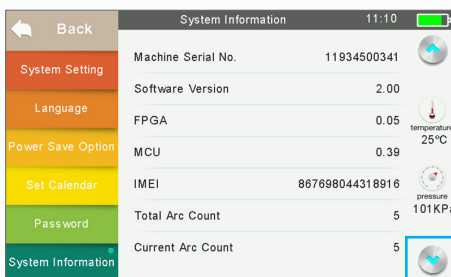 Back
System Information 11:10
System Setting
Language
Power Save Option
Set Calendar
Password
System Information
Machine Serial No. 11934500341
Software Version 2.00
FPGA 0.05
MCU 0.39
IMEI 867698044318916
Total Arc Count 5
Current Arc Count 5
temperature
25°C
pressure
101KPa